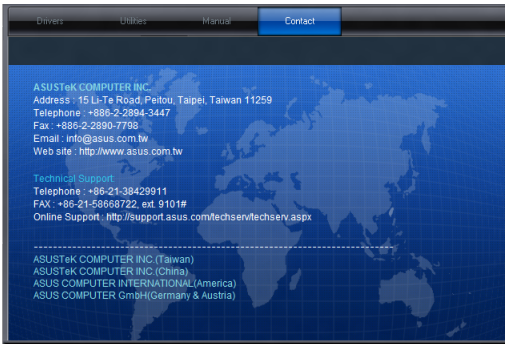 Drivers Utilities Manual Contact
ASUSTeK COMPUTER INC.
Address : 15 Li-Te Road, Peitou, Taipei, Taiwan 11259
Telephone : +886-2-2894-3447
Fax : +886-2-2890-7798
Email : info@asus.com.tw
Web site : http://www.asus.com.tw
Technical Support
Telephone : +86-21-38429911
FAX : +86-21-58668722, ext. 9101#
Online Support : http://support.asus.com/techserv/techserv.aspx
ASUSTeK COMPUTER INC.(Taiwan)
ASUSTeK COMPUTER INC.(China)
ASUS COMPUTER INTERNATIONAL(America)
ASUS COMPUTER GmbH(Germany & Austria)